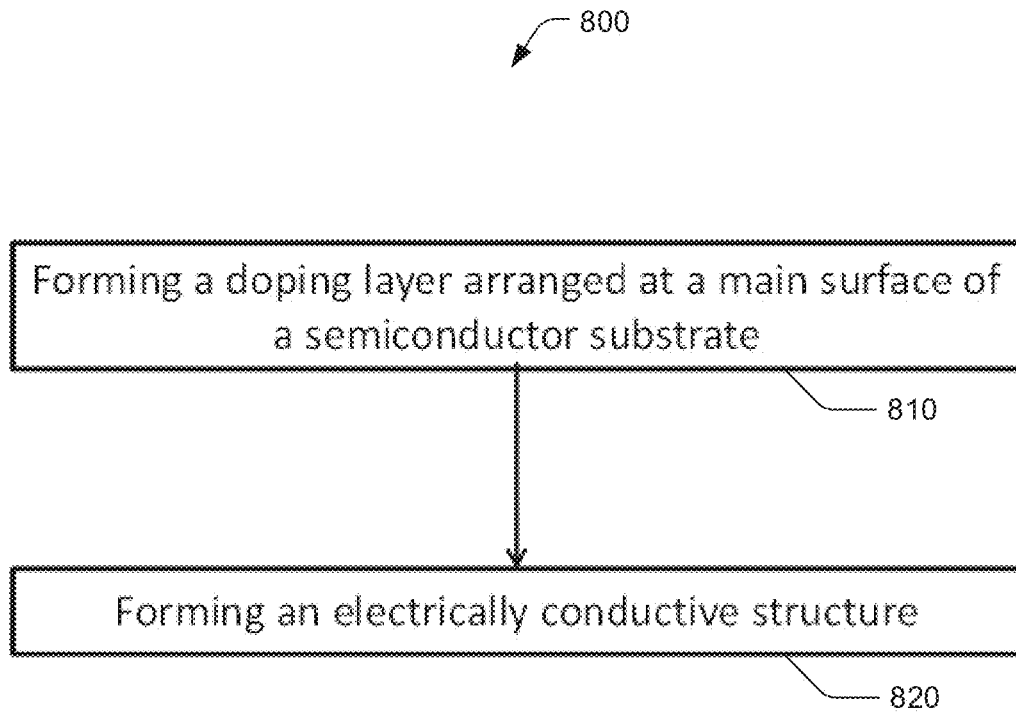 800
Forming a doping layer arranged at a main surface of
a semiconductor substrate
810
Forming an electrically conductive structure
820